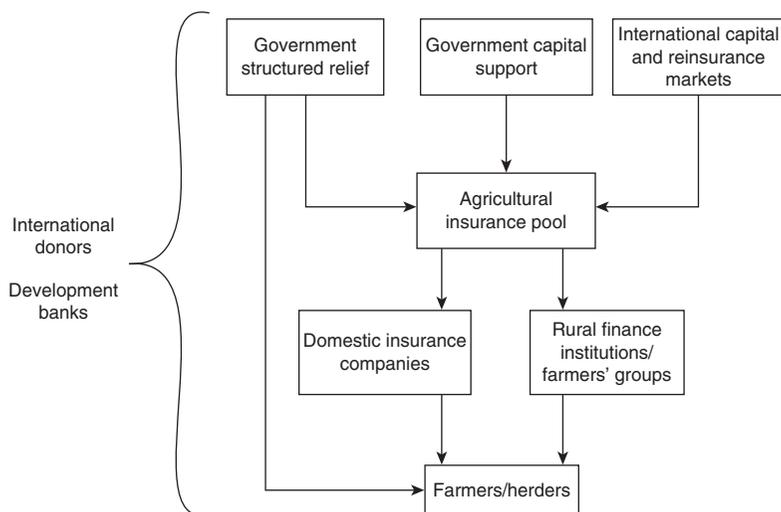 Government
structured relief
Government capital
support
International capital
and reinsurance
markets
Agricultural
insurance pool
International
donors
Development
banks
Domestic insurance
companies
Rural finance
institutions/
farmers’ groups
Farmers/herders